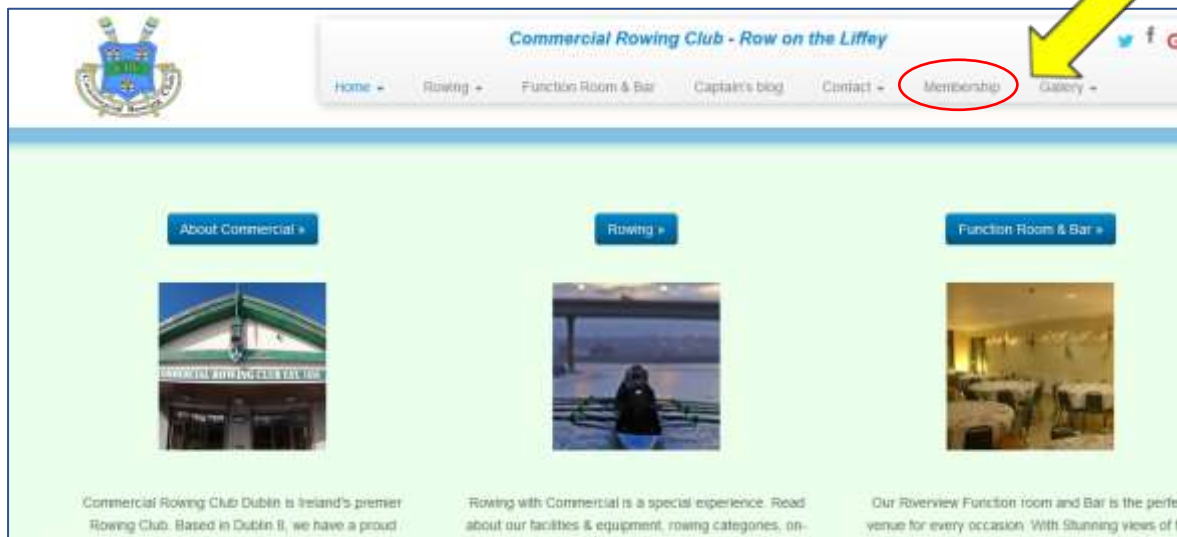 Commercial Rowing Club - Row on the Liffey
Home
Rowing
Function Room & Bar
Captain's blog
Contact
Membership
Gallery
About Commercial »
Rowing »
Function Room & Bar »
Commercial Rowing Club
COMMERCIAL ROWING CLUB EST. 1856
Commercial Rowing Club Dublin is Ireland's premier
Rowing Club. Based in Dublin 8, we have a proud
Rowing with Commercial is a special experience. Read
about our facilities & equipment, rowing categories, on-
Our Riverview Function room and Bar is the perfe
venue for every occasion. With Stunning views of t